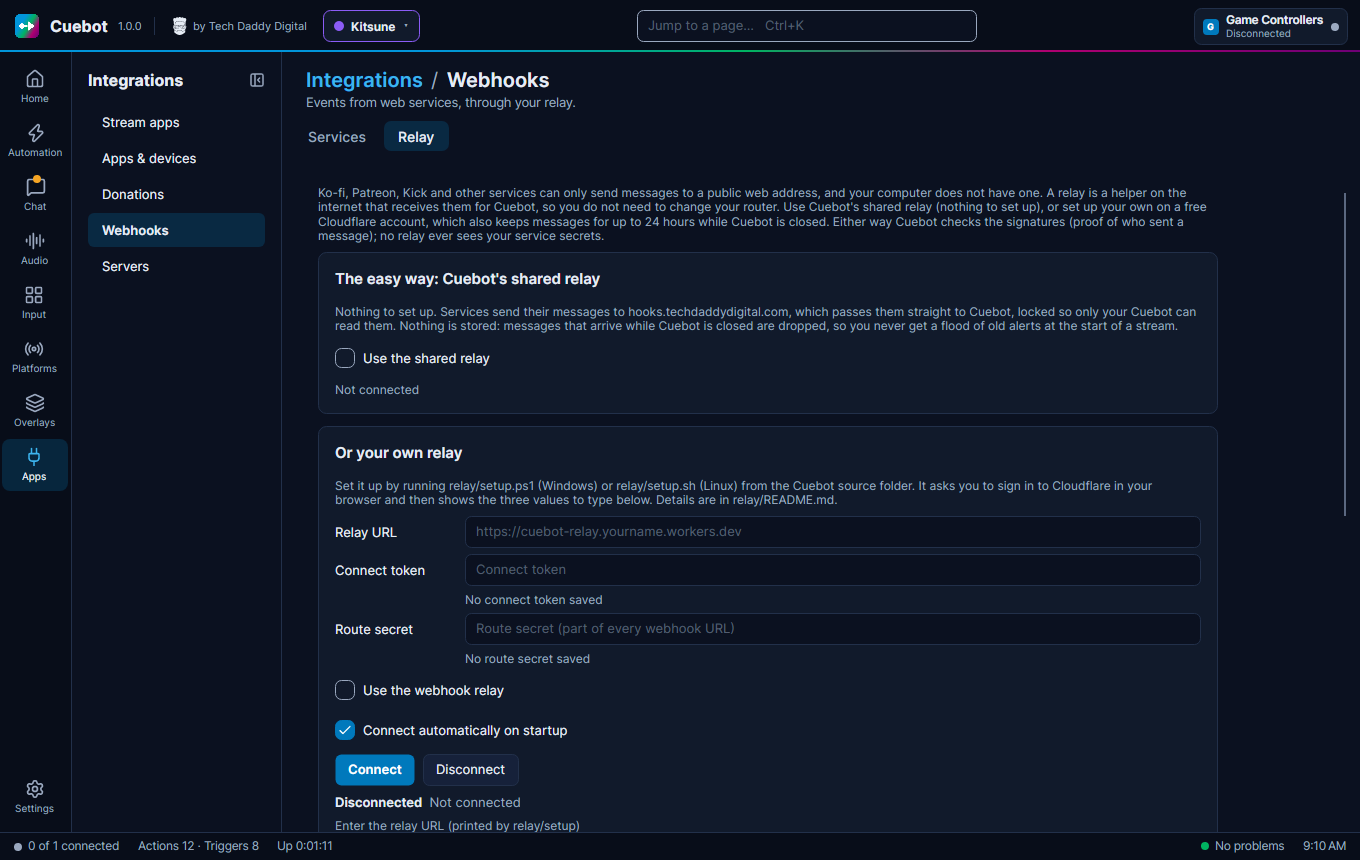 Cuebot 1.0.0 by Tech Daddy Digital Kitsune Jump to a page... Ctrl+K G Game Controllers
Disconnected
Home
Automation
Chat
Audio
Input
Platforms
Overlays
Apps
Settings
Integrations
Stream apps
Apps & devices
Donations
Webhooks
Servers
Integrations / Webhooks
Events from web services, through your relay.
Services Relay
Ko-fi, Patreon, Kick and other services can only send messages to a public web address, and your computer does not have one. A relay is a helper on the
internet that receives them for Cuebot, so you do not need to change your router. Use Cuebot's shared relay (nothing to set up), or set up your own on a free
Cloudflare account, which also keeps messages for up to 24 hours while Cuebot is closed. Either way Cuebot checks the signatures (proof of who sent a
message); no relay ever sees your service secrets.
The easy way: Cuebot's shared relay
Nothing to set up. Services send their messages to hooks.techdaddydigital.com, which passes them straight to Cuebot, locked so only your Cuebot can
read them. Nothing is stored: messages that arrive while Cuebot is closed are dropped, so you never get a flood of old alerts at the start of a stream.
Use the shared relay
Not connected
Or your own relay
Set it up by running relay/setup.ps1 (Windows) or relay/setup.sh (Linux) from the Cuebot source folder. It asks you to sign in to Cloudflare in your
browser and then shows the three values to type below. Details are in relay/README.md.
Relay URL https://cuebot-relay.yourname.workers.dev
Connect token Connect token
No connect token saved
Route secret Route secret (part of every webhook URL)
No route secret saved
Use the webhook relay
Connect automatically on startup
Connect Disconnect
Disconnected Not connected
Enter the relay URL (printed by relay/setup)
0 of 1 connected Actions 12 · Triggers 8 Up 0:01:11 No problems 9:10 AM